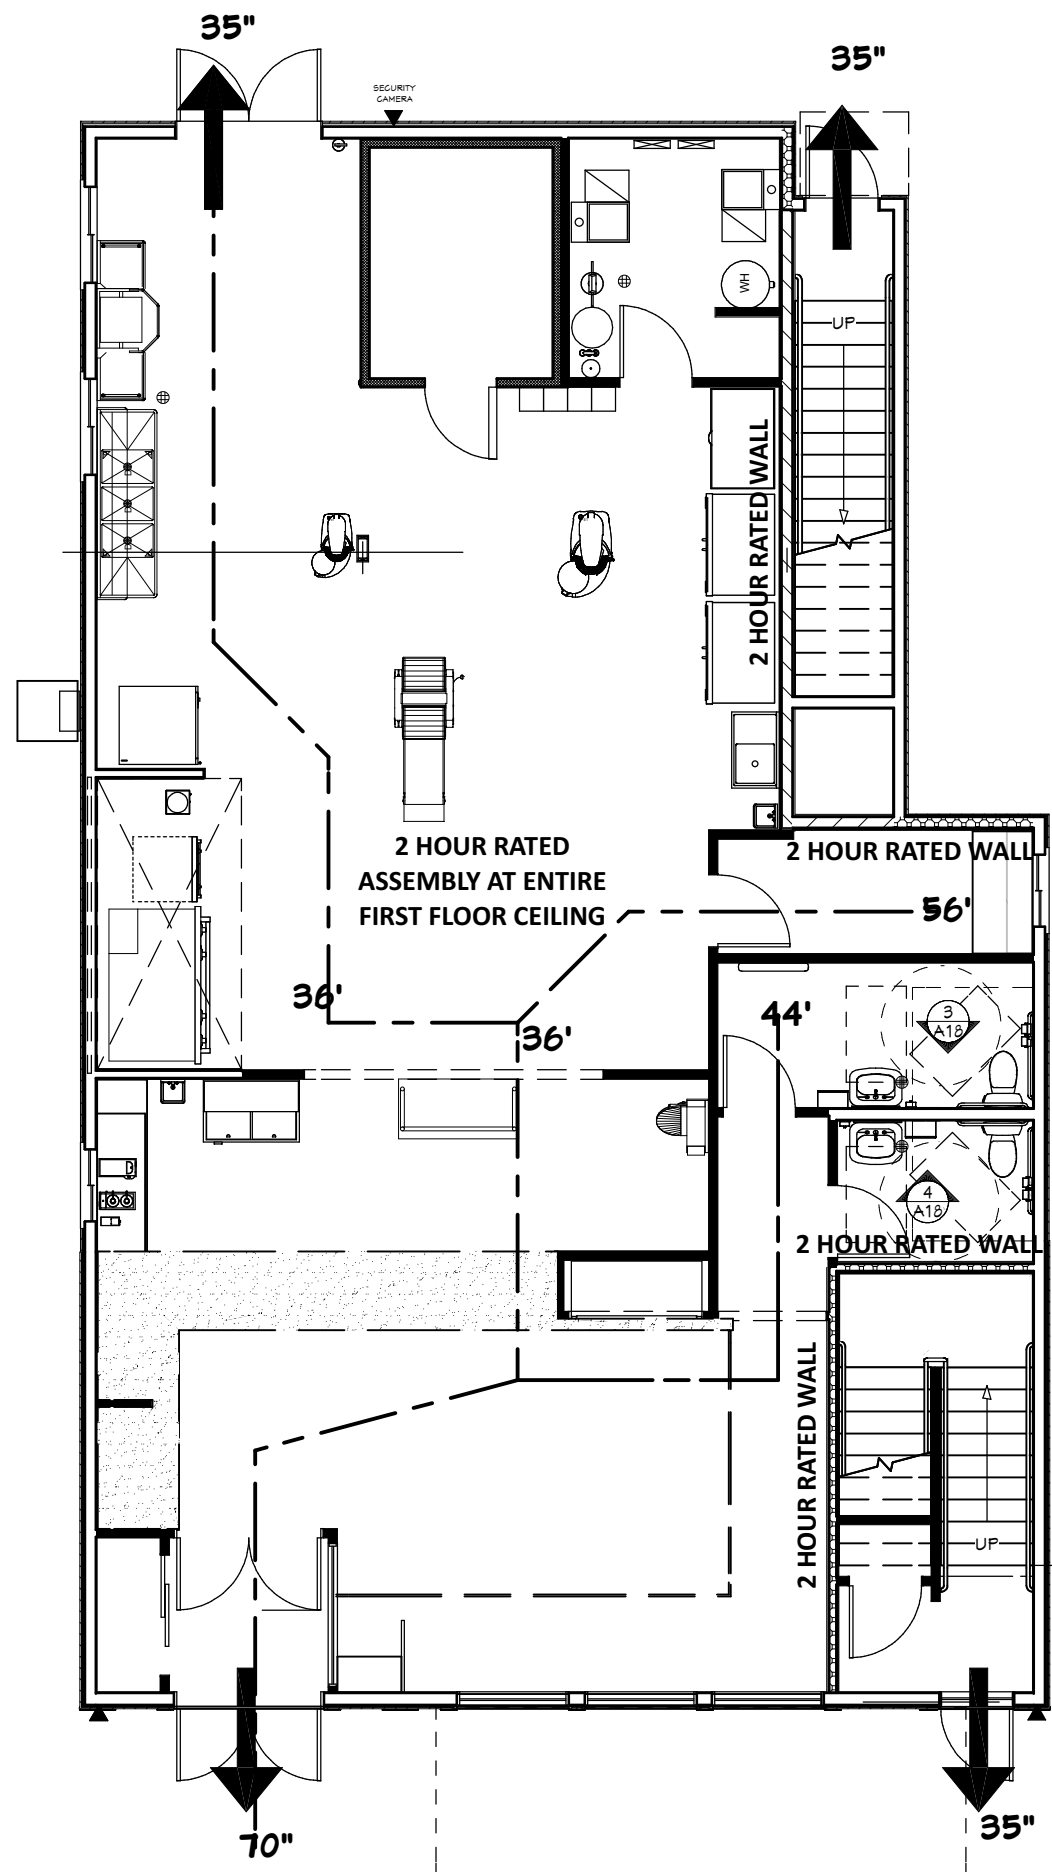 35"
35"
SECURITY
CAMERA
WH
UP
2 HOUR RATED WALL
2 HOUR RATED
ASSEMBLY AT ENTIRE
FIRST FLOOR CEILING
2 HOUR RATED WALL
56'
36'
36'
44'
3
A18
4
A18
2 HOUR RATED WALL
2 HOUR RATED WALL
UP
70"
35"